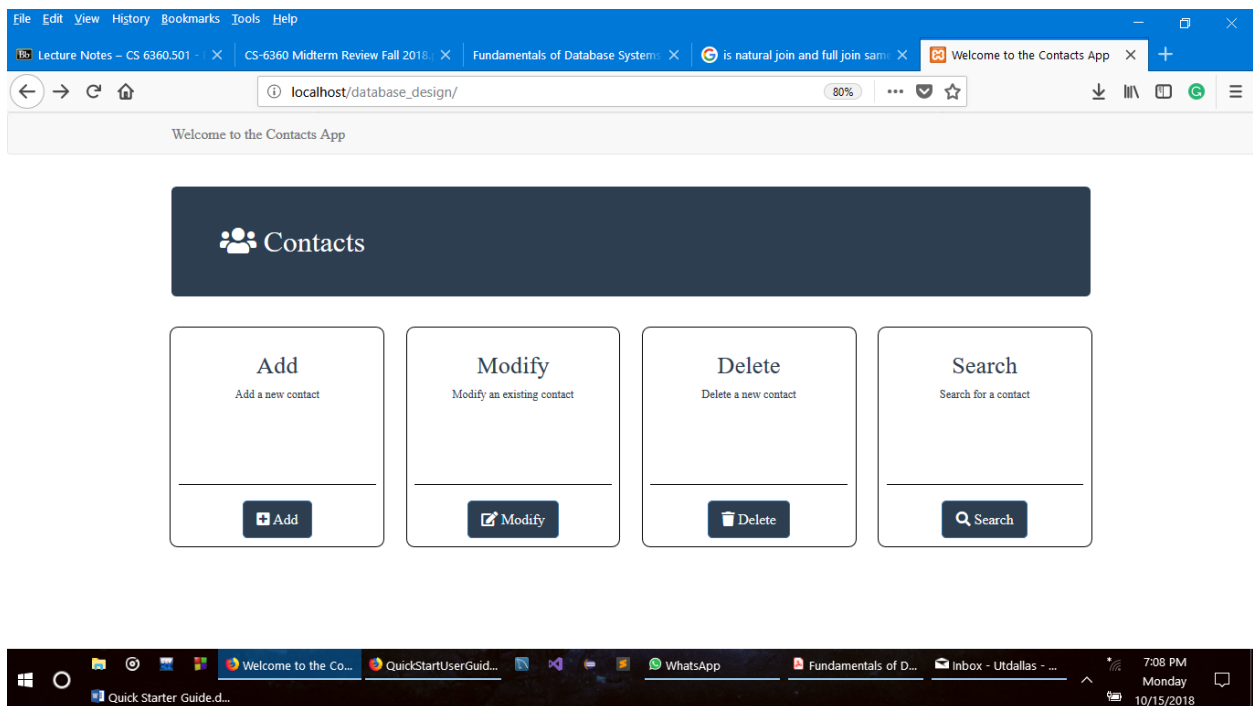 File Edit View History Bookmarks Tools Help
Bb Lecture Notes – CS 6360.501 -
CS-6360 Midterm Review Fall 2018.
Fundamentals of Database Systems
G is natural join and full join same
Welcome to the Contacts App
localhost/database_design/
80%
Welcome to the Contacts App
Contacts
Add
Add a new contact
Add
Modify
Modify an existing contact
Modify
Delete
Delete a new contact
Delete
Search
Search for a contact
Search
Welcome to the Co...
QuickStartUserGuid...
WhatsApp
Fundamentals of D...
Inbox - Utdallas - ...
Quick Starter Guide.d...
7:08 PM
Monday
10/15/2018